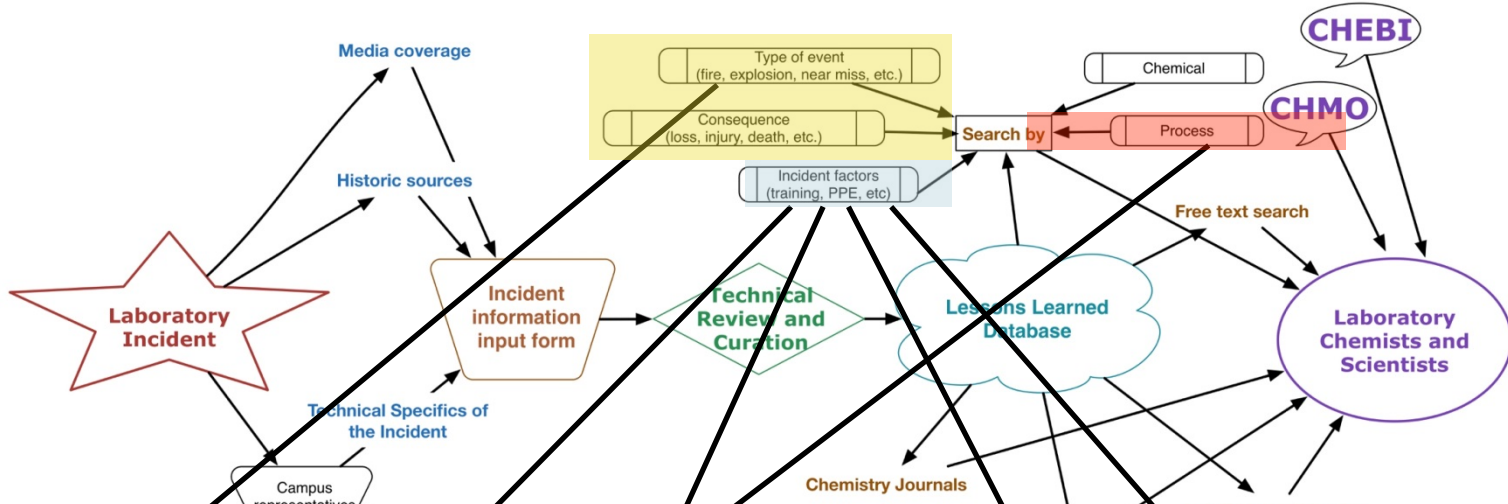 Media coverage
Historic sources
Laboratory
Incident
Incident
information
input form
Technical Specifics of
the Incident
Campus
representatives
Technical
Review and
Curation
Type of event
(fire, explosion, near miss, etc.)
Consequence
(loss, injury, death, etc.)
Incident factors
(training, PPE, etc)
Search by
Chemical
Process
CHEBI
CHMO
Free text search
Lessons Learned
Database
Chemistry Journals
Laboratory
Chemists and
Scientists